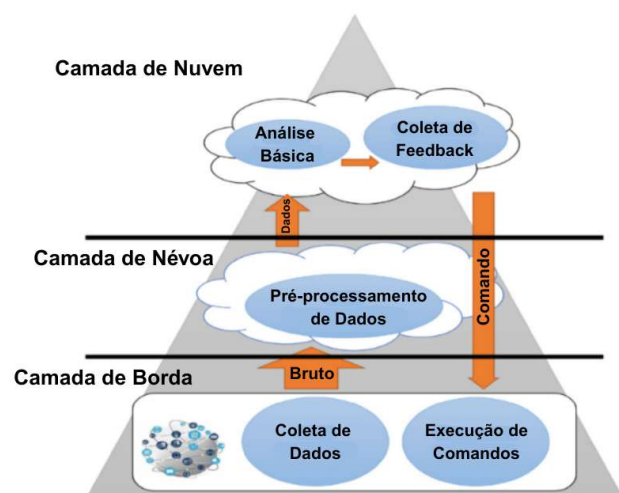 Camada de Nuvem
Análise
Básica
Coleta de
Feedback
Dados
Camada de Névoa
Pré-processamento
de Dados
Comando
Camada de Borda
Bruto
Coleta de
Dados
Execução de
Comandos